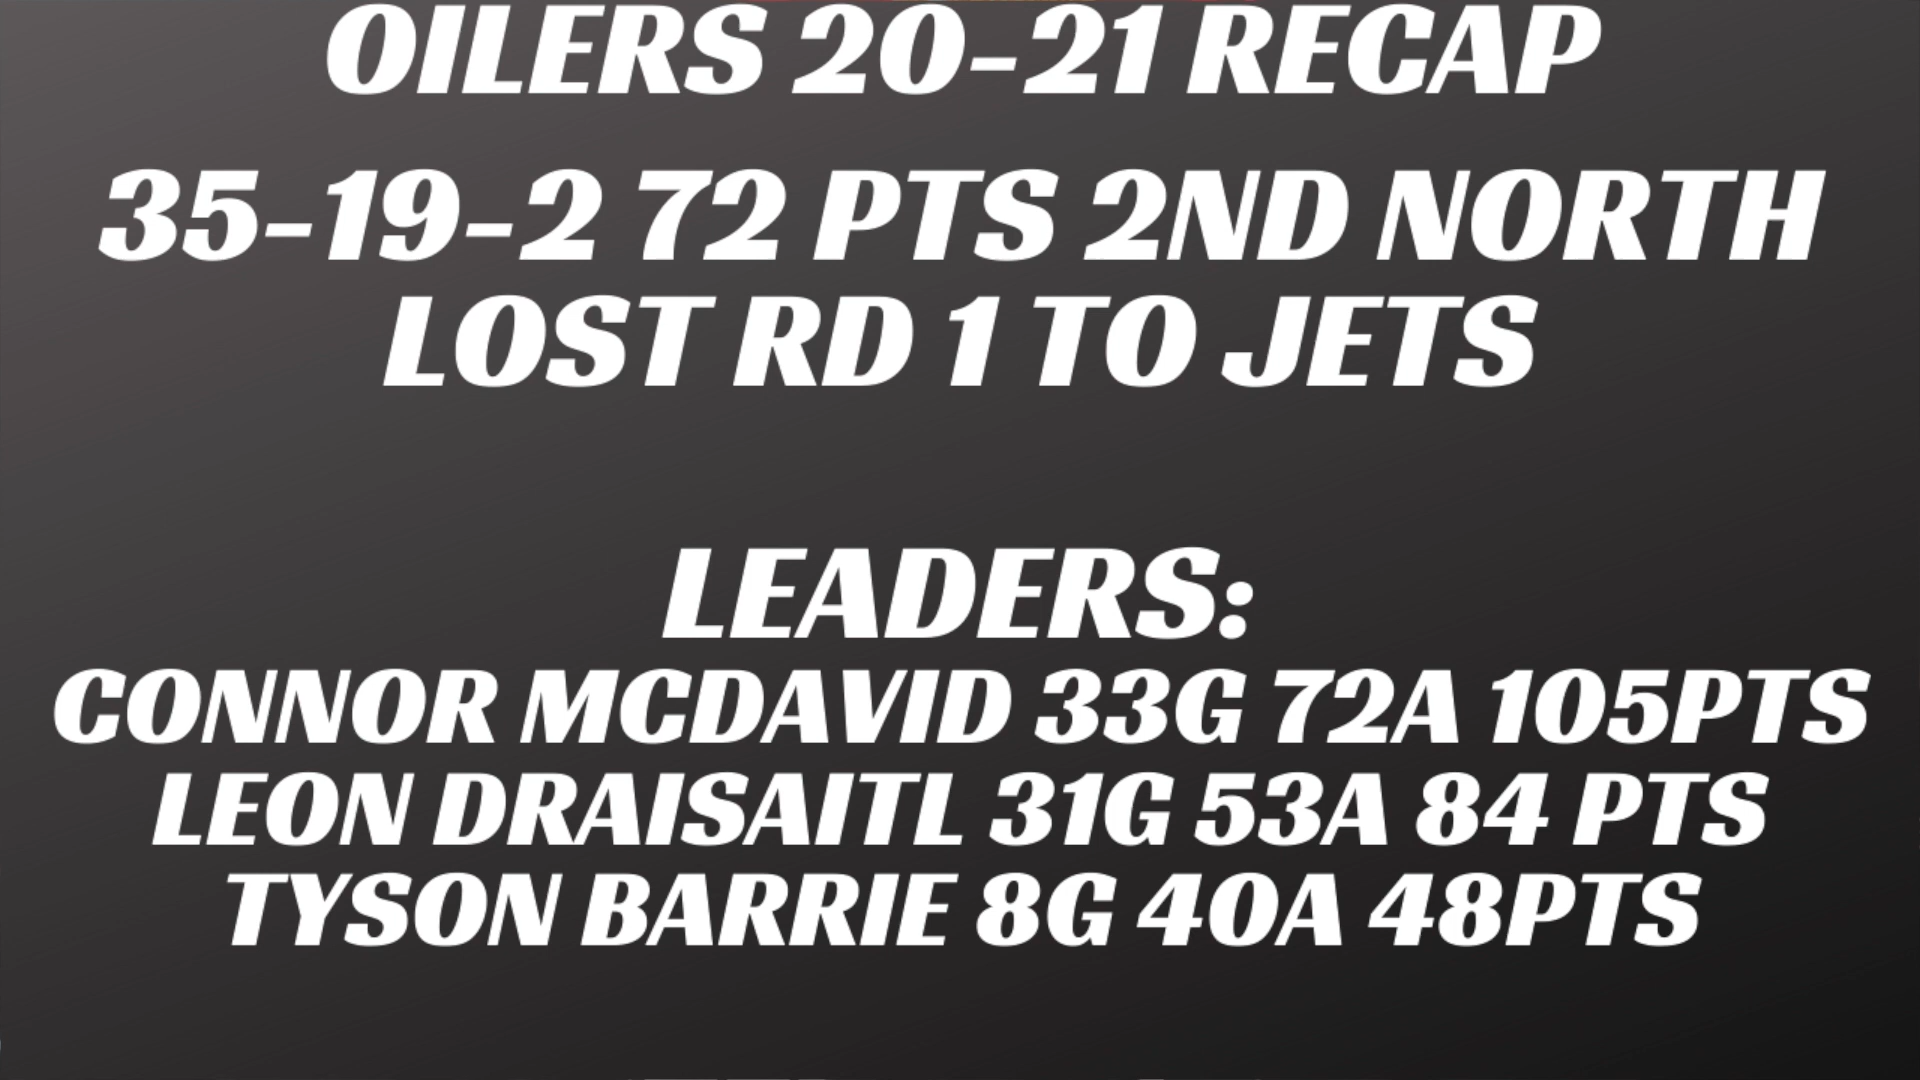 OILERS 20-21 RECAP
35-19-2 72 PTS 2ND NORTH
LOST RD 1 TO JETS
LEADERS:
CONNOR MCDAVID 33G 72A 105PTS
LEON DRAISAITL 31G 53A 84 PTS
TYSON BARRIE 8G 40A 48PTS